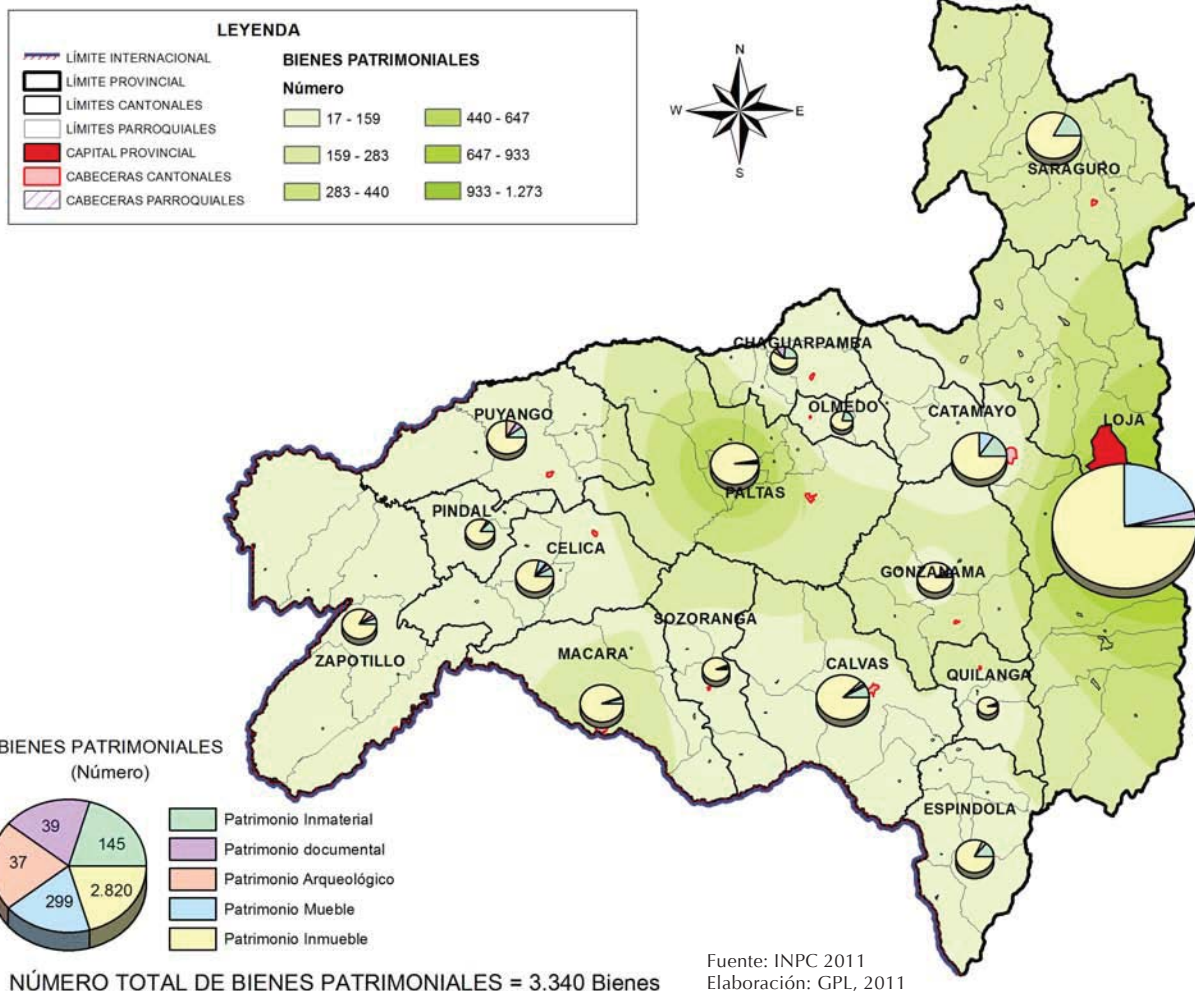 LEYENDA
LÍMITE INTERNACIONAL
LÍMITE PROVINCIAL
LÍMITES CANTONALES
LÍMITES PARROQUIALES
CAPITAL PROVINCIAL
CABECERAS CANTONALES
CABECERAS PARROQUIALES
BIENES PATRIMONIALES
Número
17 - 159
159 - 283
283 - 440
440 - 647
647 - 933
933 - 1.273
N
W
E
S
SARAGURO
CHAGUARPAMBA
OLMEDO
CATAMAYO
LOJA
PUYANGO
PALTAS
PINDAL
CELICA
GONZANAMA
SOZORANGA
ZAPOTILLO
MACARA
CALVAS
QUILANGA
ESPINDOLA
BIENES PATRIMONIALES
(Número)
39
145
37
299
2.820
Patrimonio Inmaterial
Patrimonio documental
Patrimonio Arqueológico
Patrimonio Mueble
Patrimonio Inmueble
NÚMERO TOTAL DE BIENES PATRIMONIALES = 3.340 Bienes
Fuente: INPC 2011
Elaboración: GPL, 2011